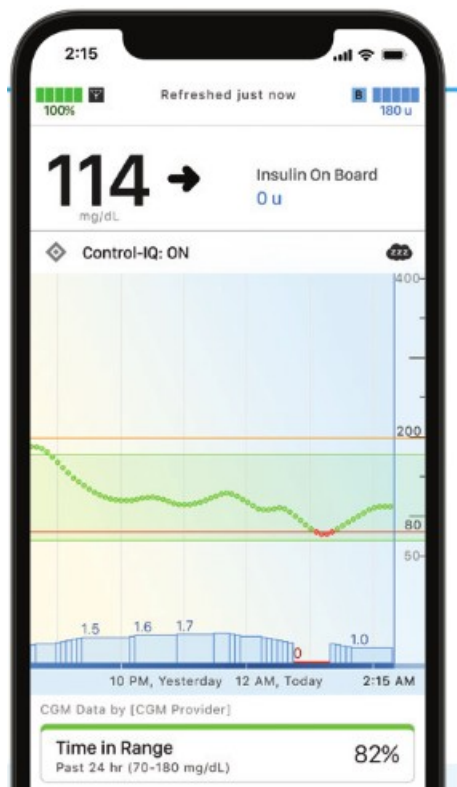 2:15
100%
Refreshed just now
B
180 u
114
mg/dL
Insulin On Board
0 u
Control-IQ: ON
zzz
400
200
80
50
1.5
1.6
1.7
0
1.0
10 PM, Yesterday
12 AM, Today
2:15 AM
CGM Data by [CGM Provider]
Time in Range
Past 24 hr (70-180 mg/dL)
82%